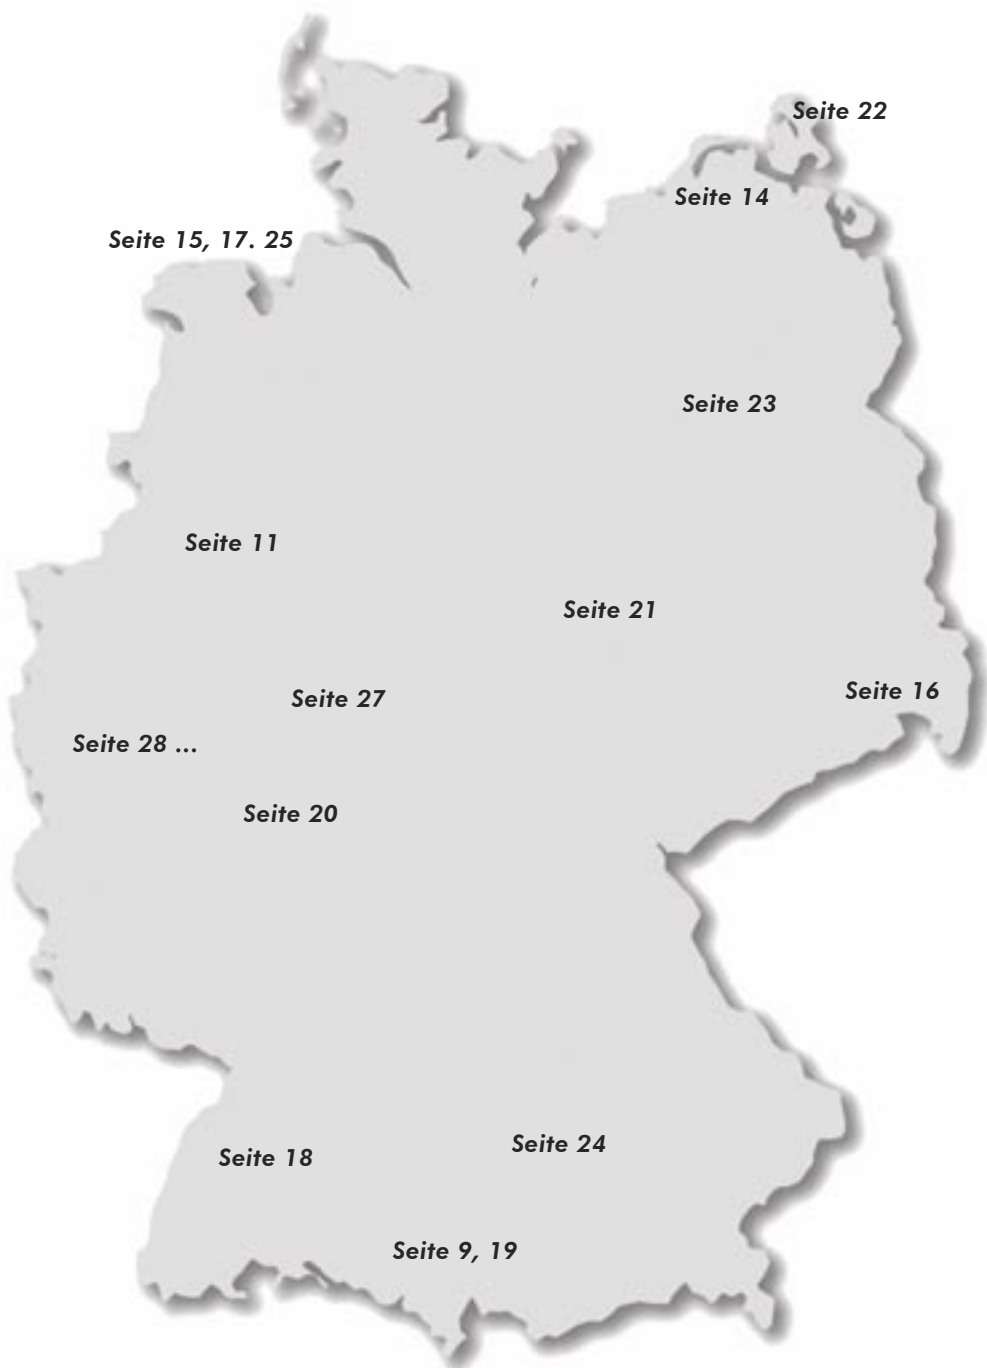 Seite 22
Seite 14
Seite 15, 17. 25
Seite 23
Seite 11
Seite 21
Seite 16
Seite 27
Seite 28 ...
Seite 20
Seite 24
Seite 18
Seite 9, 19